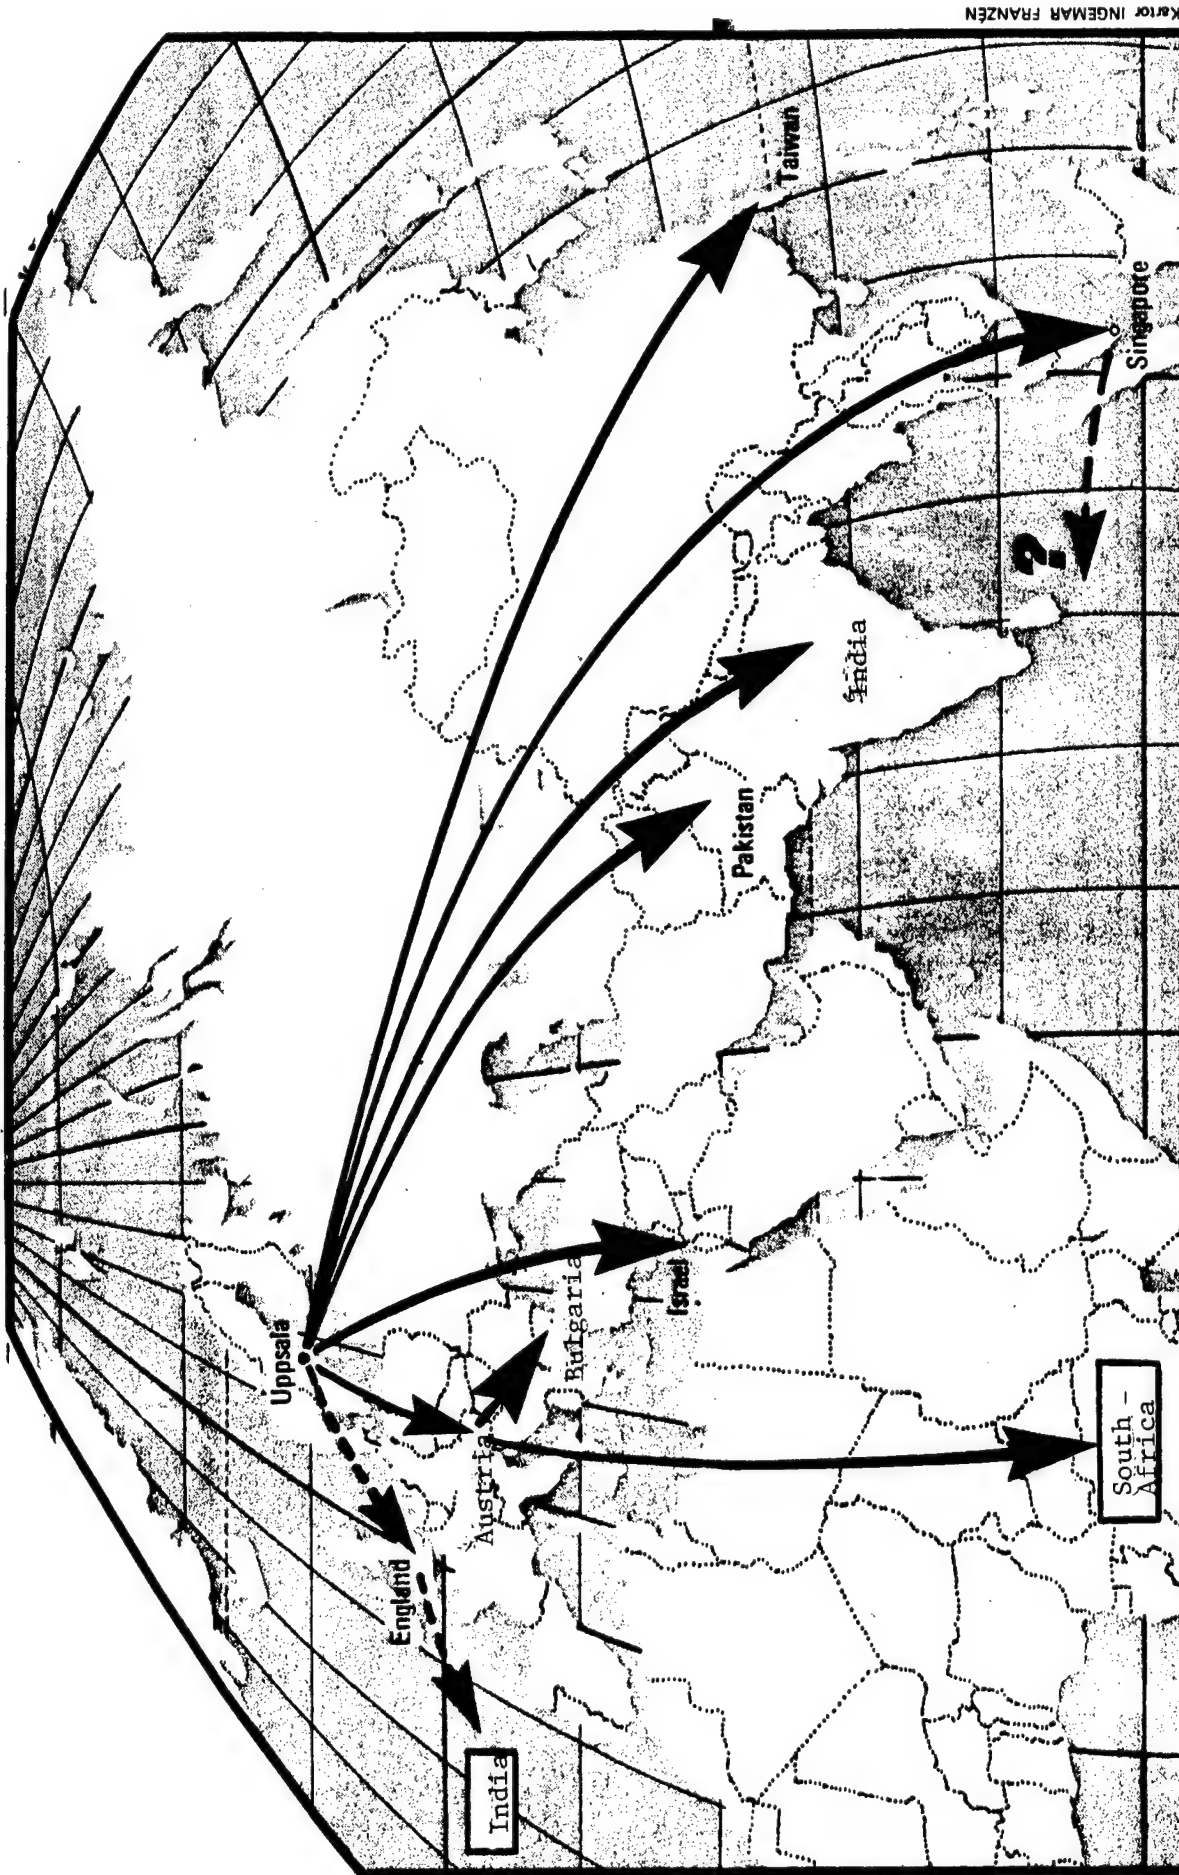 Kartor INGEMAR FRANZÉN
Uppsala
England
India
Austria
Bulgaria
Israel
South -
Africa
Pakistan
India
Taiwan
Singapore
?